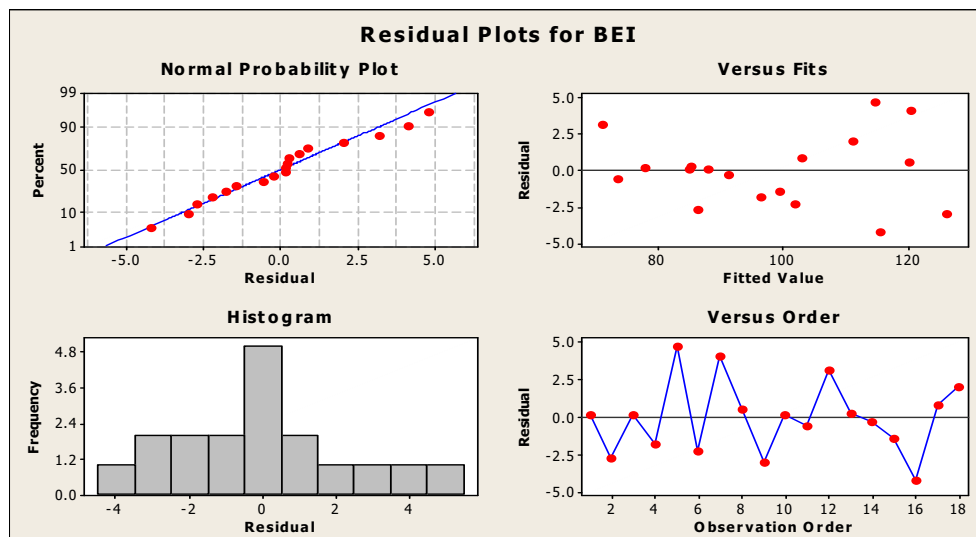 Residual Plots for BEI
Normal Probability Plot
99
90
50
10
1
Percent
-5.0 -2.5 0.0 2.5 5.0
Residual
Versus Fits
5.0
2.5
0.0
-2.5
-5.0
Residual
80 100 120
Fitted Value
Histogram
4.8
3.6
2.4
1.2
0.0
Frequency
-4 -2 0 2 4
Residual
Versus Order
5.0
2.5
0.0
-2.5
-5.0
Residual
2 4 6 8 10 12 14 16 18
Observation Order